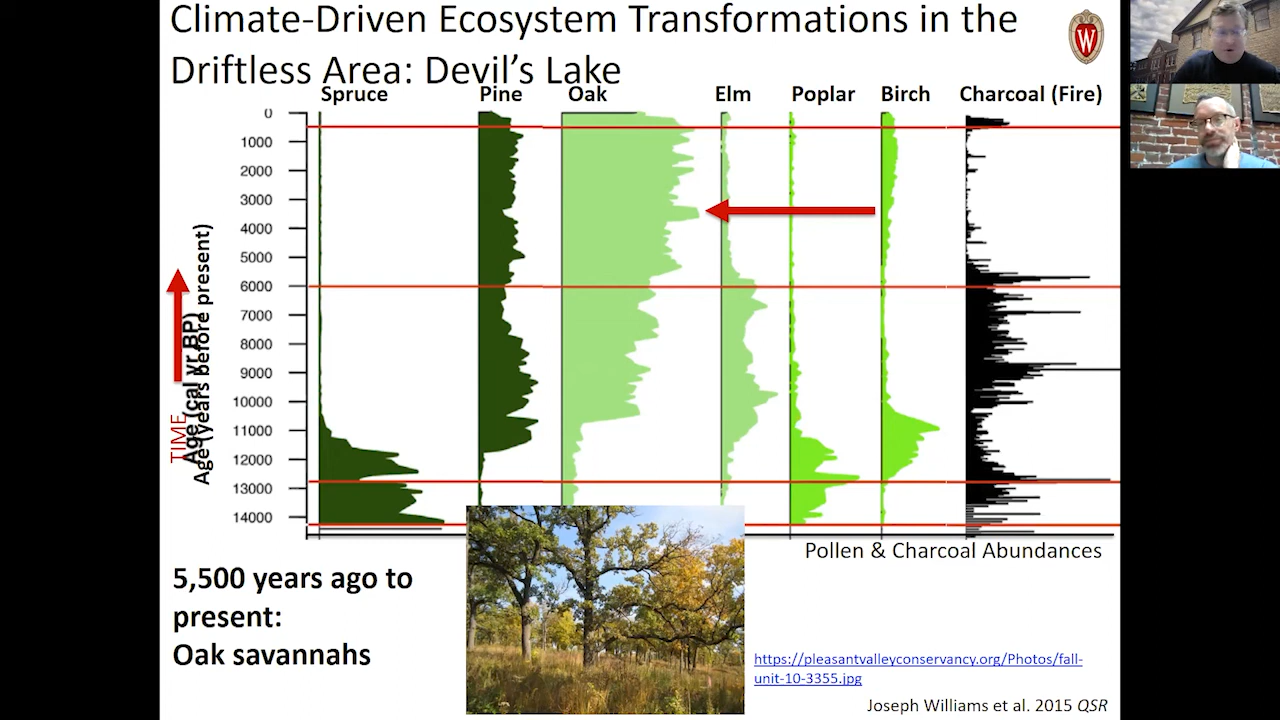 Climate-Driven Ecosystem Transformations in the
Driftless Area: Devil's Lake
W
Spruce Pine Oak Elm Poplar Birch Charcoal (Fire)
0
1000
2000
3000
4000
5000
6000
7000
8000
9000
10000
11000
12000
13000
14000
TIME
Age (cal yr BP)
Age (years before present)
Pollen & Charcoal Abundances
5,500 years ago to
present:
Oak savannahs
https://pleasantvalleyconservancy.org/Photos/fall-
unit-10-3355.jpg
Joseph Williams et al. 2015 QSR